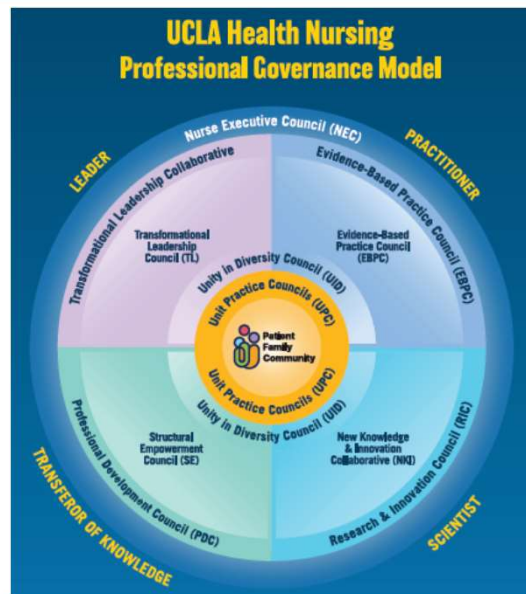 UCLA Health Nursing
Professional Governance Model
Nurse Executive Council (NEC)
LEADER
PRACTITIONER
Transformational Leadership Collaborative
Evidence-Based Practice Council (EBPC)
Transformational
Leadership
Council (TL)
Evidence-Based
Practice Council
(EBPC)
Unity in Diversity Council (UID)
Unit Practice Councils (UPC)
Patient
Family
Community
Unit Practice Councils (UPC)
Unity in Diversity Council (UID)
Structural
Empowerment
Council (SE)
New Knowledge
& Innovation
Collaborative (NKI)
Professional Development Council (PDC)
Research & Innovation Council (RIC)
TRANSFEROR OF KNOWLEDGE
SCIENTIST